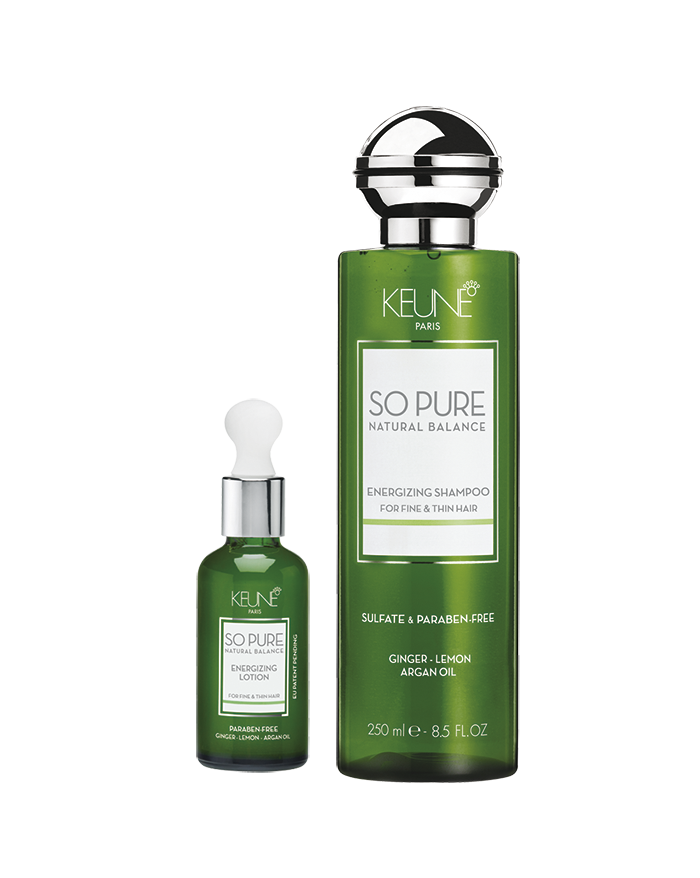 KEUNE
PARIS
SO PURE
NATURAL BALANCE
ENERGIZING SHAMPOO
FOR FINE & THIN HAIR
SULFATE & PARABEN-FREE
GINGER - LEMON
ARGAN OIL
250 ml ℮ - 8.5 FL.OZ
KEUNE
PARIS
SO PURE
NATURAL BALANCE
ENERGIZING
LOTION
FOR FINE & THIN HAIR
EU PATENT PENDING
PARABEN-FREE
GINGER - LEMON - ARGAN OIL